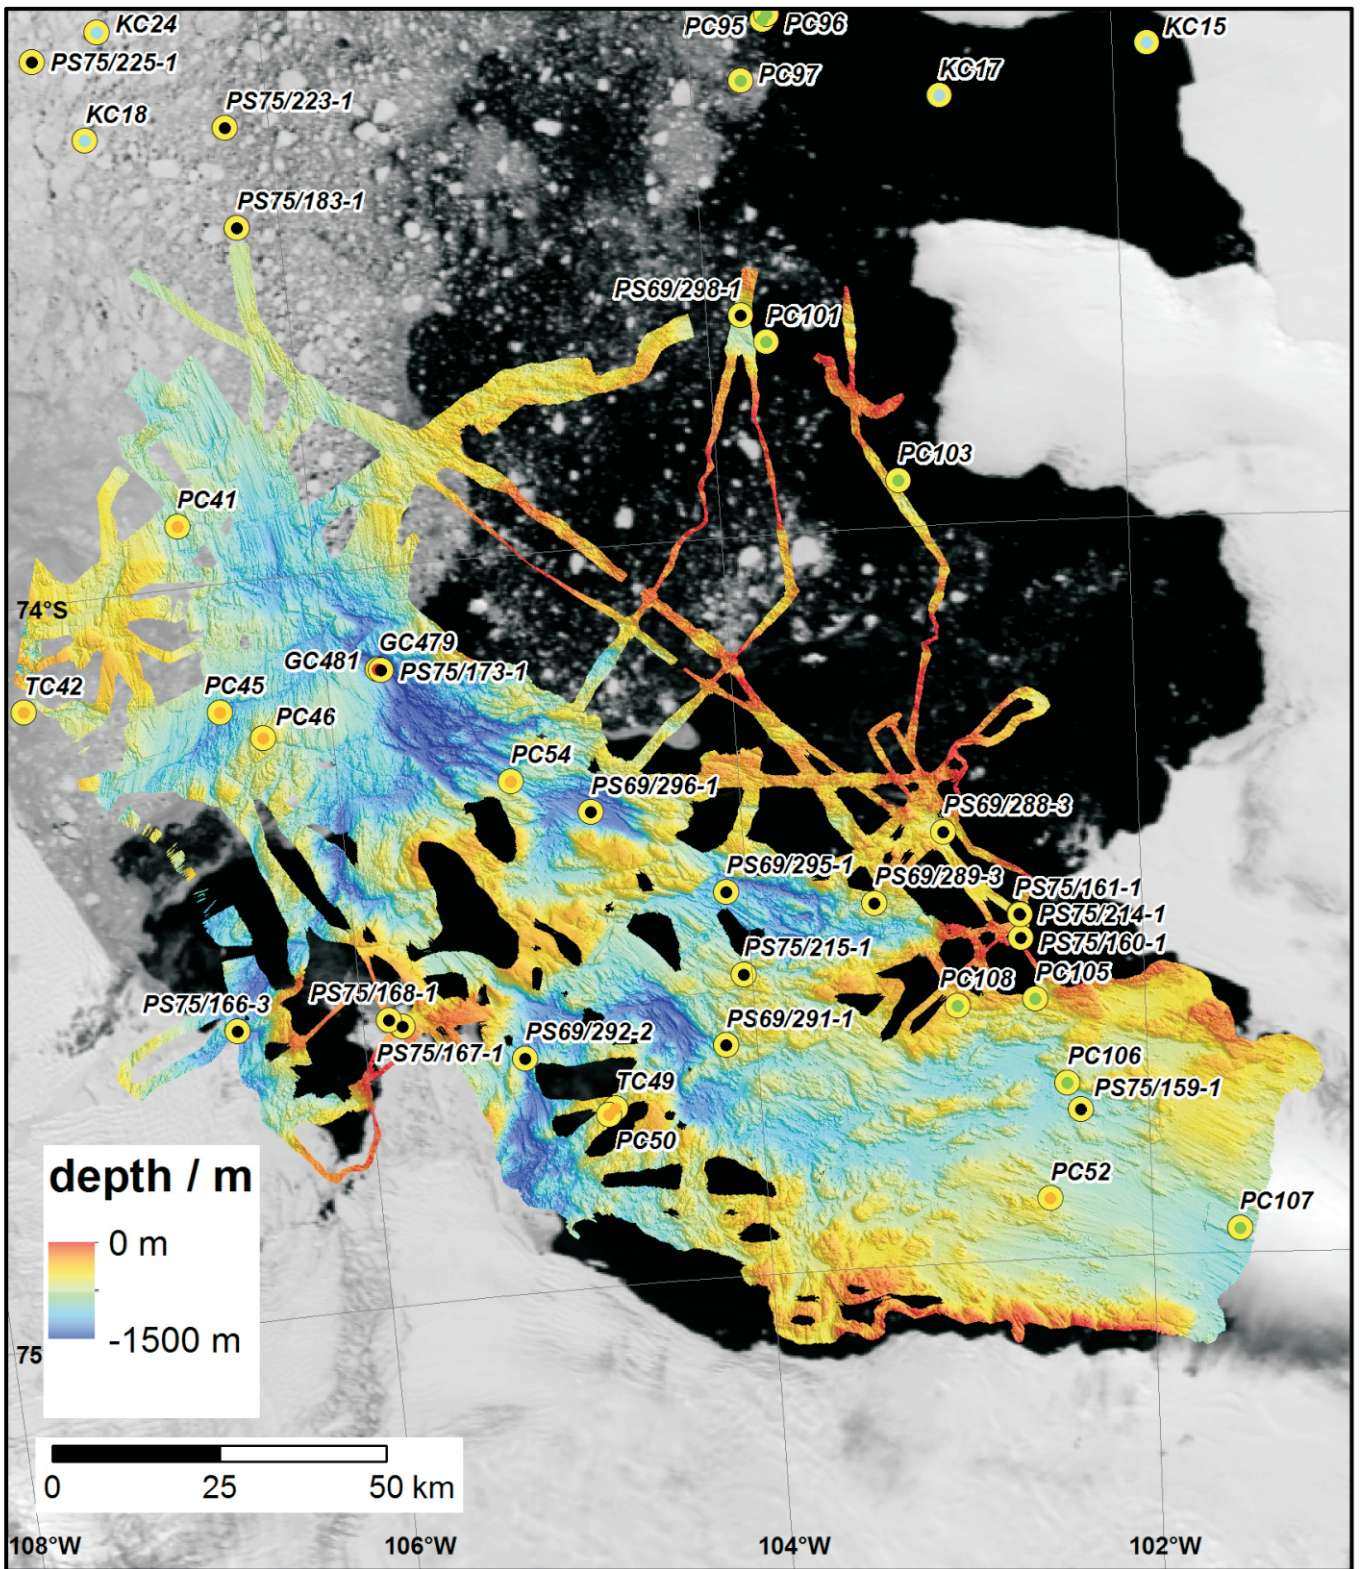 KC24
PC95
PC96
KC15
PS75/225-1
PC97
KC17
KC18
PS75/223-1
PS75/183-1
PS69/298-1
PC101
PC103
PC41
74°S
GC479
GC481
PS75/173-1
TC42
PC45
PC46
PC54
PS69/296-1
PS69/288-3
PS69/295-1
PS69/289-3
PS75/161-1
PS75/214-1
PS75/160-1
PS75/215-1
PC108
PC105
PS75/166-3
PS75/168-1
PS75/167-1
PS69/292-2
PS69/291-1
PC106
PS75/159-1
TC49
PC50
PC52
PC107
depth / m
0 m
-1500 m
75
0
25
50 km
108°W
106°W
104°W
102°W